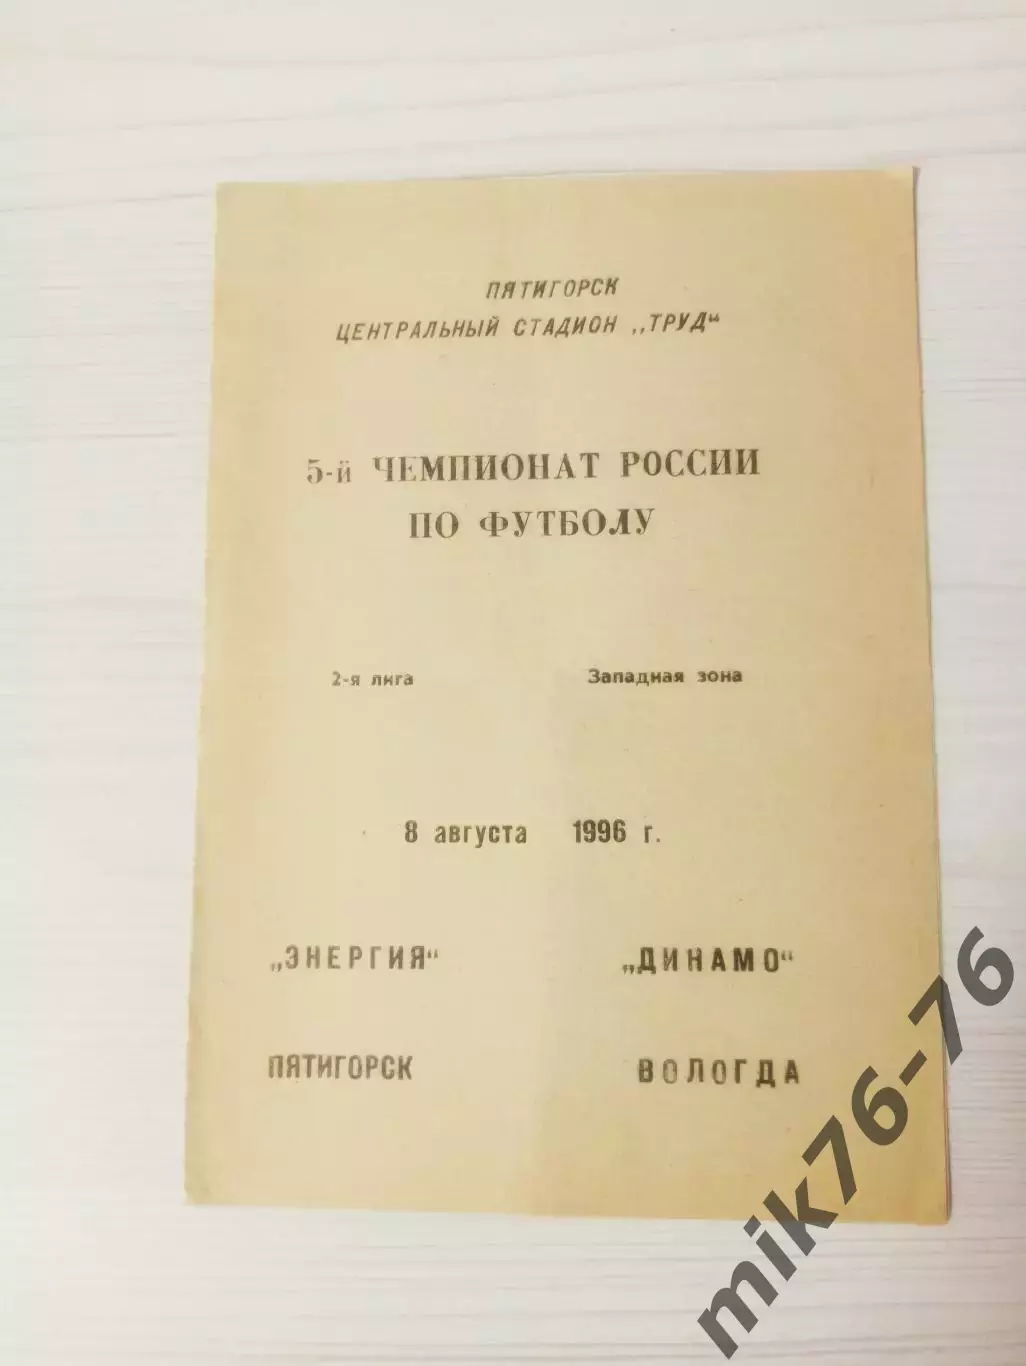 ПЯТИГОРСК
ЦЕНТРАЛЬНЫЙ СТАДИОН „ТРУД“
5-й ЧЕМПИОНАТ РОССИИ
ПО ФУТБОЛУ
2-я лига Западная зона
8 августа 1996 г.
„ЭНЕРГИЯ“ „ДИНАМО“
ПЯТИГОРСК ВОЛОГДА
mik76-76